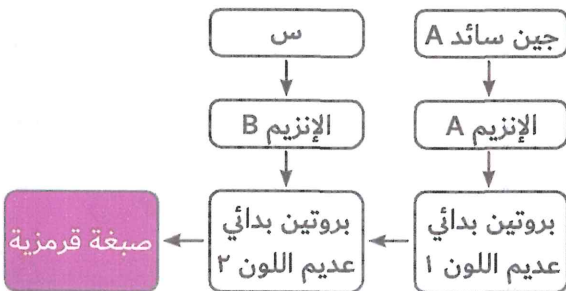 جين سائد A
س
الإنزيم A
الإنزيم B
بروتين بدائي
عديم اللون ١
بروتين بدائي
عديم اللون ٢
صبغة قرمزية